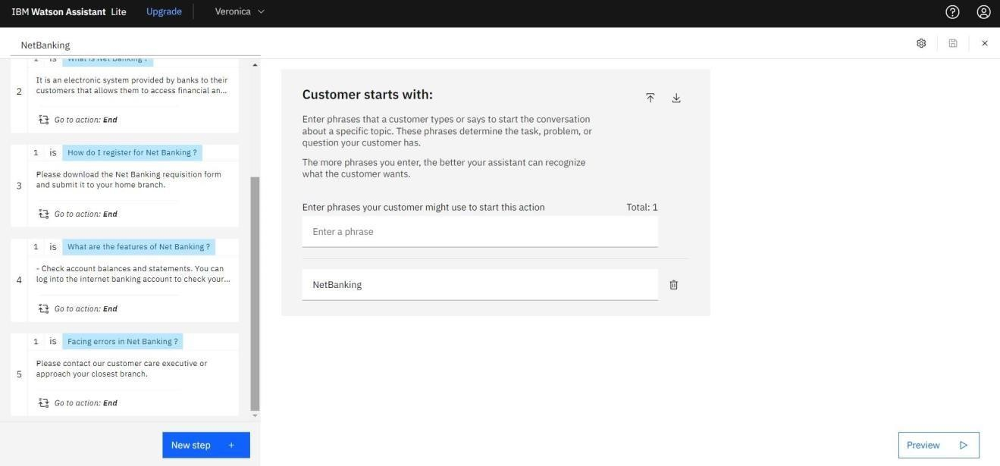 IBM Watson Assistant Lite Upgrade Veronica
NetBanking
1 is What is Net Banking ?
2
It is an electronic system provided by banks to their
customers that allows them to access financial an...
Go to action: End
1 is How do I register for Net Banking ?
3
Please download the Net Banking requisition form
and submit it to your home branch.
Go to action: End
1 is What are the features of Net Banking ?
4
- Check account balances and statements. You can
log into the internet banking account to check your...
Go to action: End
1 is Facing errors in Net Banking ?
5
Please contact our customer care executive or
approach your closest branch.
Go to action: End
New step +
Customer starts with:
Enter phrases that a customer types or says to start the conversation
about a specific topic. These phrases determine the task, problem, or
question your customer has.
The more phrases you enter, the better your assistant can recognize
what the customer wants.
Enter phrases your customer might use to start this action Total: 1
Enter a phrase
NetBanking
Preview